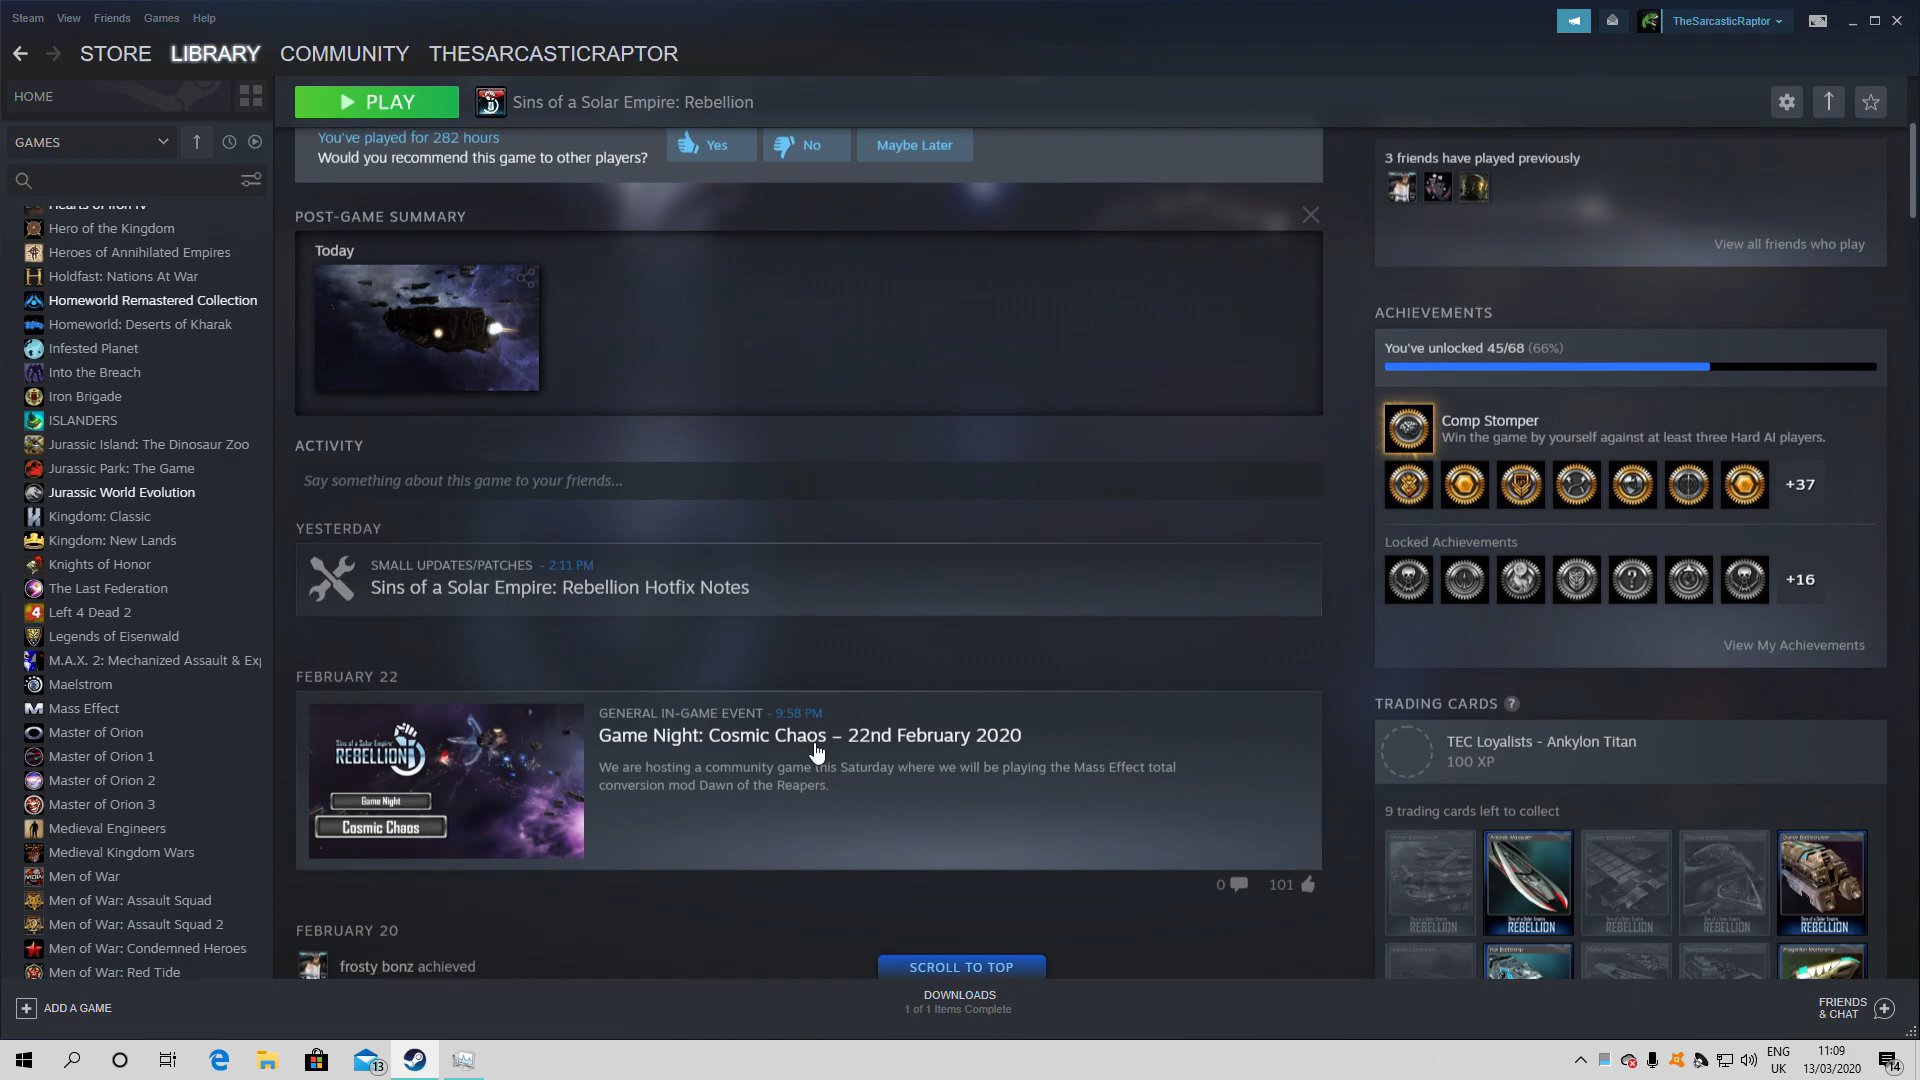 Steam View Friends Games Help
TheSarcasticRaptor
STORE LIBRARY COMMUNITY THESARCASTICRAPTOR
HOME
PLAY Sins of a Solar Empire: Rebellion
GAMES
You've played for 282 hours
Would you recommend this game to other players?
Yes No Maybe Later
POST-GAME SUMMARY
Today
ACTIVITY
Say something about this game to your friends...
YESTERDAY
SMALL UPDATES/PATCHES - 2:11 PM
Sins of a Solar Empire: Rebellion Hotfix Notes
FEBRUARY 22
GENERAL IN-GAME EVENT - 9:58 PM
Game Night: Cosmic Chaos – 22nd February 2020
We are hosting a community game this Saturday where we will be playing the Mass Effect total
conversion mod Dawn of the Reapers.
Sins of a Solar Empire
REBELLION
Game Night
Cosmic Chaos
0 101
FEBRUARY 20
frosty bonz achieved
SCROLL TO TOP
Hearts of Iron IV
Hero of the Kingdom
Heroes of Annihilated Empires
Holdfast: Nations At War
Homeworld Remastered Collection
Homeworld: Deserts of Kharak
Infested Planet
Into the Breach
Iron Brigade
ISLANDERS
Jurassic Island: The Dinosaur Zoo
Jurassic Park: The Game
Jurassic World Evolution
Kingdom: Classic
Kingdom: New Lands
Knights of Honor
The Last Federation
Left 4 Dead 2
Legends of Eisenwald
M.A.X. 2: Mechanized Assault & Exp
Maelstrom
Mass Effect
Master of Orion
Master of Orion 1
Master of Orion 2
Master of Orion 3
Medieval Engineers
Medieval Kingdom Wars
Men of War
Men of War: Assault Squad
Men of War: Assault Squad 2
Men of War: Condemned Heroes
Men of War: Red Tide
3 friends have played previously
View all friends who play
ACHIEVEMENTS
You've unlocked 45/68 (66%)
Comp Stomper
Win the game by yourself against at least three Hard AI players.
+37
Locked Achievements
+16
View My Achievements
TRADING CARDS ?
TEC Loyalists - Ankylon Titan
100 XP
9 trading cards left to collect
REBELLION REBELLION REBELLION REBELLION REBELLION
ADD A GAME
DOWNLOADS
1 of 1 Items Complete
FRIENDS
& CHAT
13
ENG
UK
11:09
13/03/2020
14